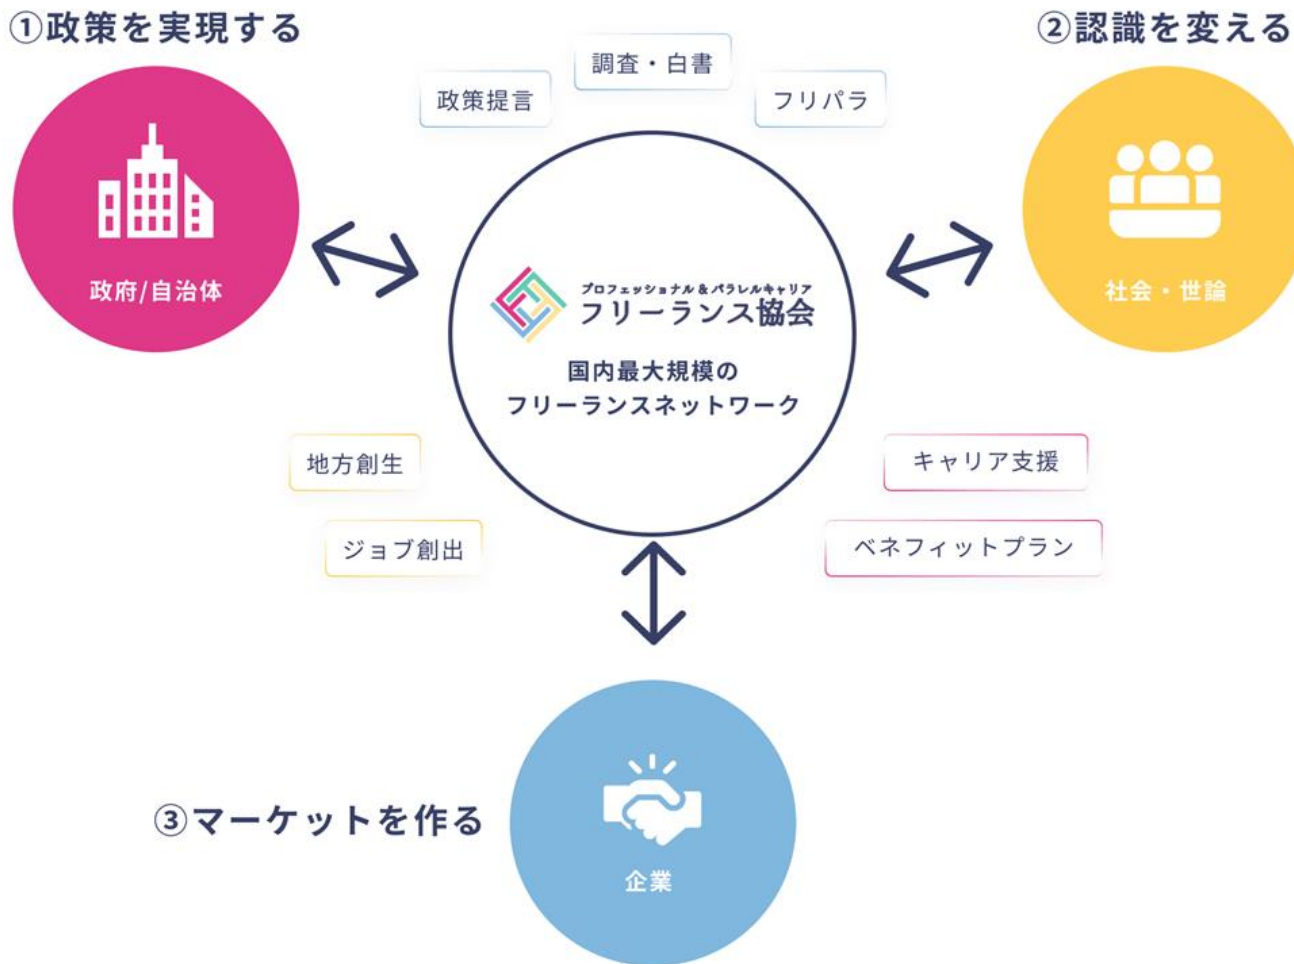 ①政策を実現する
②認識を変える
調査・白書
政策提言
フリパラ
政府/自治体
社会・世論
プロフェッショナル&パラレルキャリア
フリーランス協会
国内最大規模の
フリーランスネットワーク
地方創生
キャリア支援
ジョブ創出
ベネフィットプラン
③マーケットを作る
企業